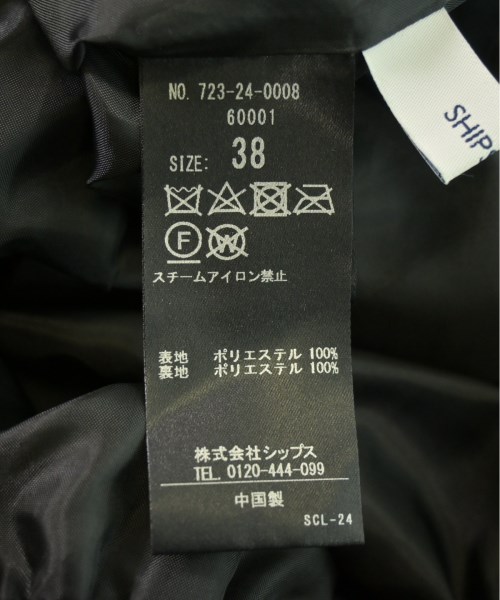 NO. 723-24-0008
60001
SIZE: 38
F W
スチームアイロン禁止
表地 ポリエステル 100%
裏地 ポリエステル 100%
株式会社シップス
TEL. 0120-444-099
中国製
SCL-24
SHIPS